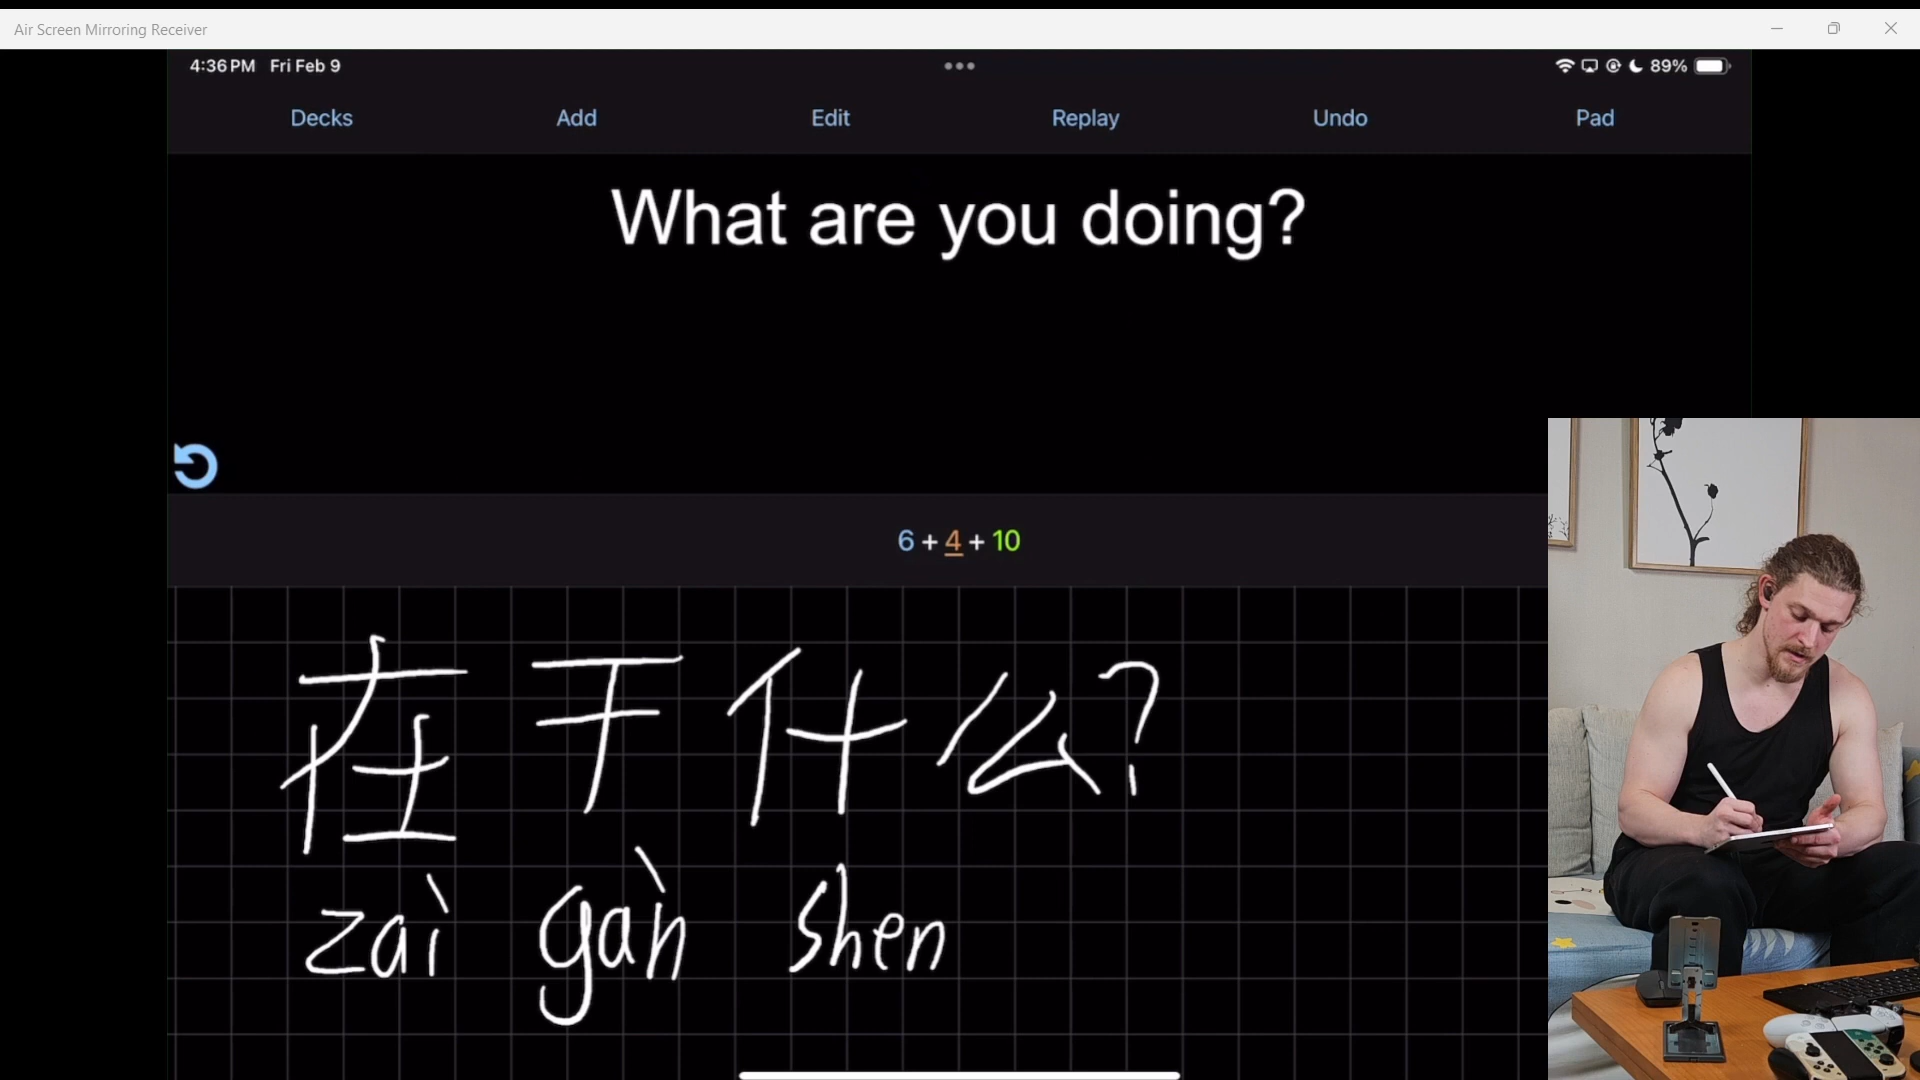 Air Screen Mirroring Receiver
4:36 PM Fri Feb 9 89%
Decks Add Edit Replay Undo Pad
What are you doing?
6 + 4 + 10
在干什么?
zài gàn shen